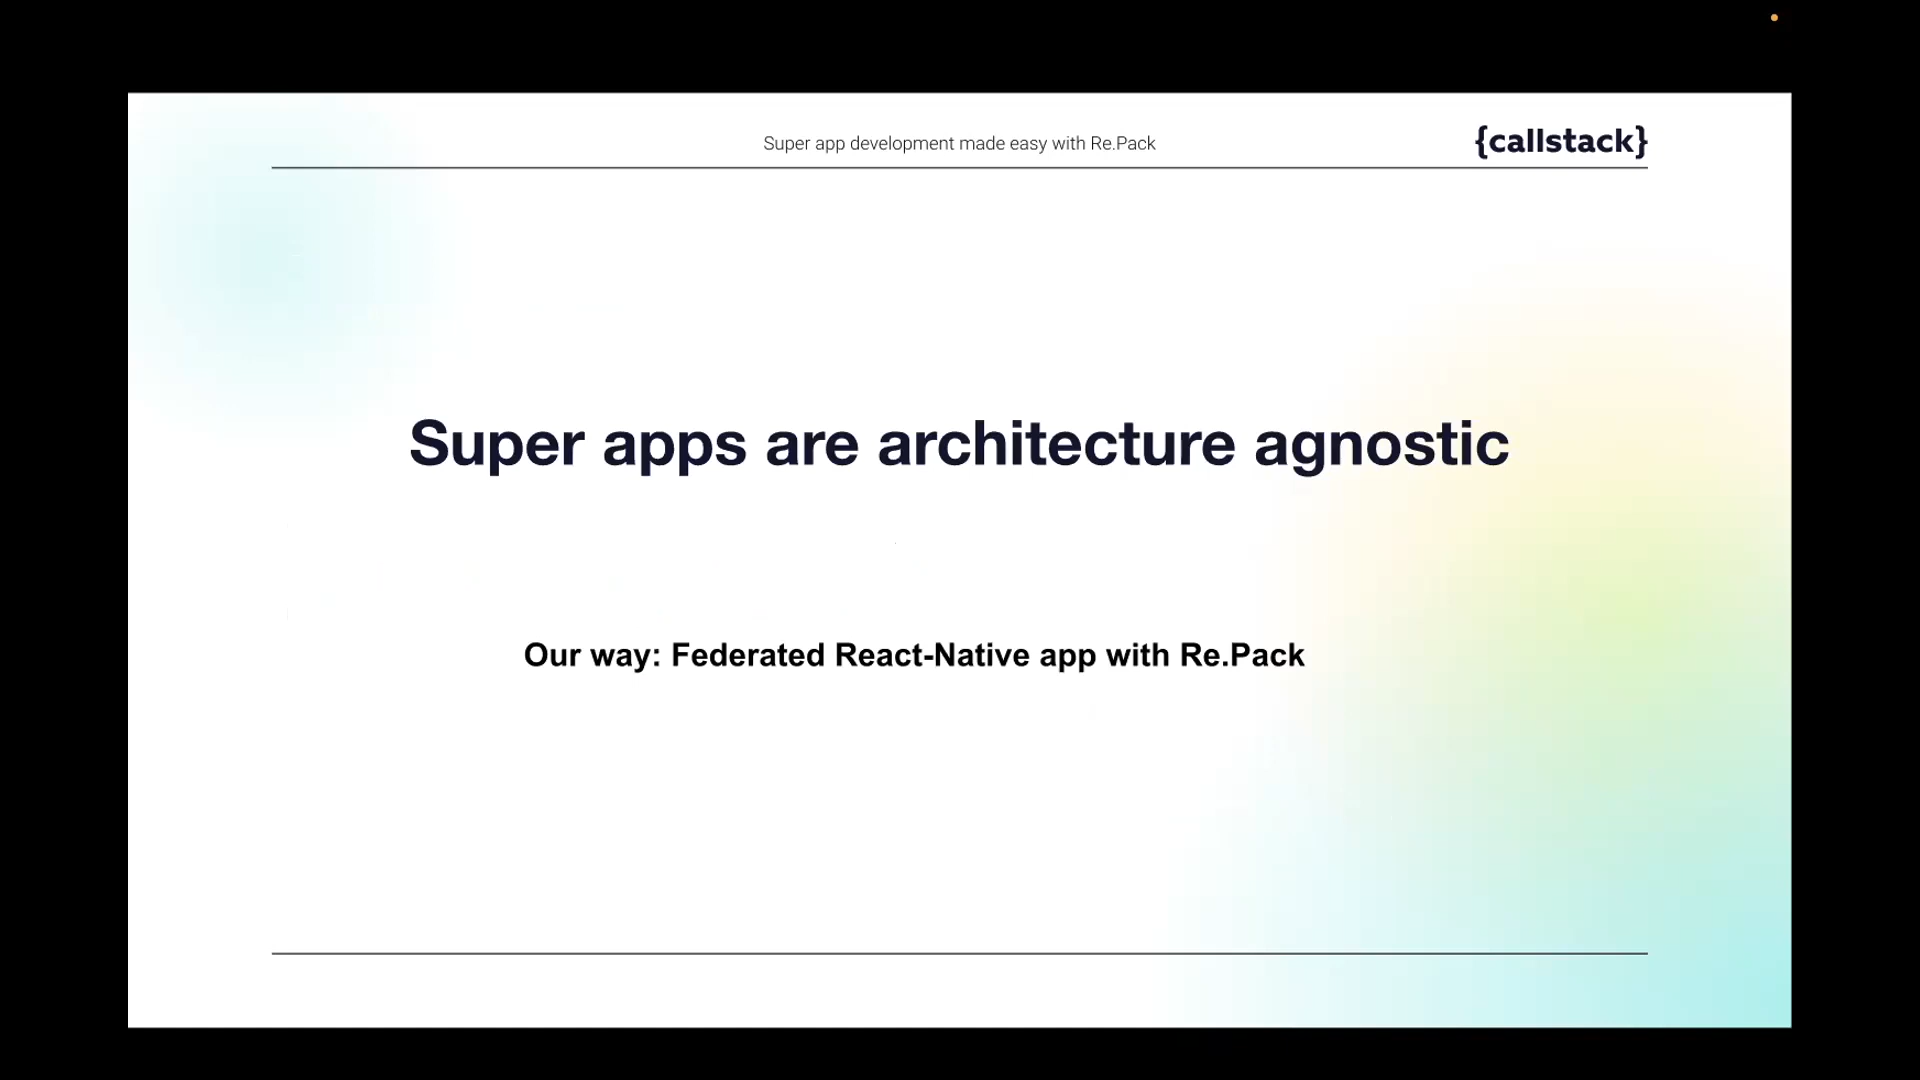 Super app development made easy with Re.Pack
{callstack}
Super apps are architecture agnostic
Our way: Federated React-Native app with Re.Pack